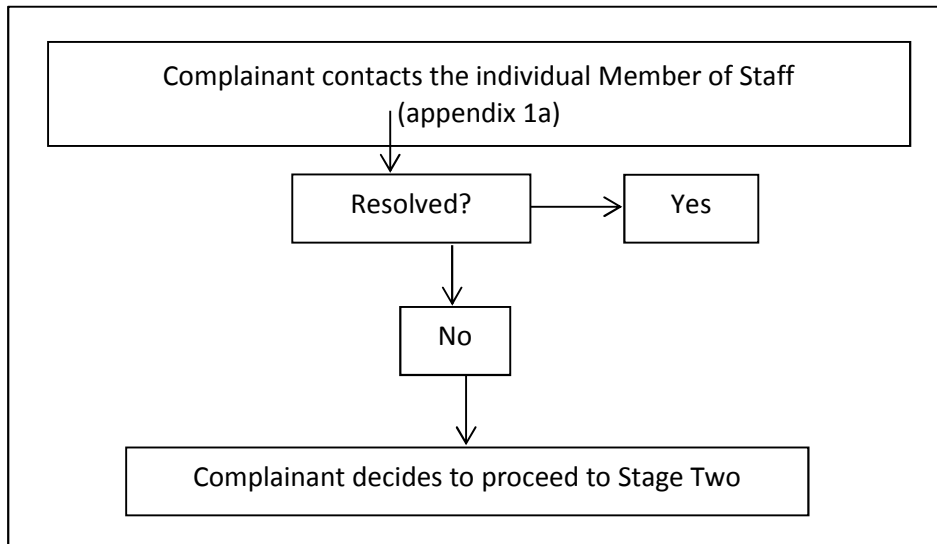 Complainant contacts the individual Member of Staff
(appendix 1a)
Resolved?
Yes
No
Complainant decides to proceed to Stage Two